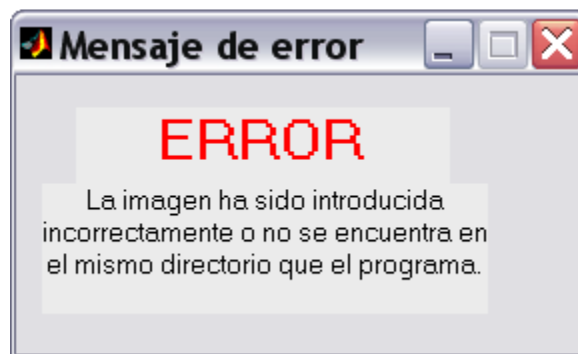 Mensaje de error
ERROR
La imagen ha sido introducida
incorrectamente o no se encuentra en
el mismo directorio que el programa.